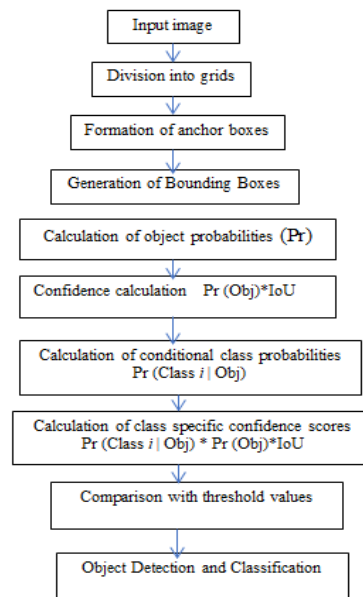 Input image
Division into grids
Formation of anchor boxes
Generation of Bounding Boxes
Calculation of object probabilities (Pr)
Confidence calculation Pr (Obj)*IoU
Calculation of conditional class probabilities
Pr (Class i | Obj)
Calculation of class specific confidence scores
Pr (Class i | Obj) * Pr (Obj)*IoU
Comparison with threshold values
Object Detection and Classification